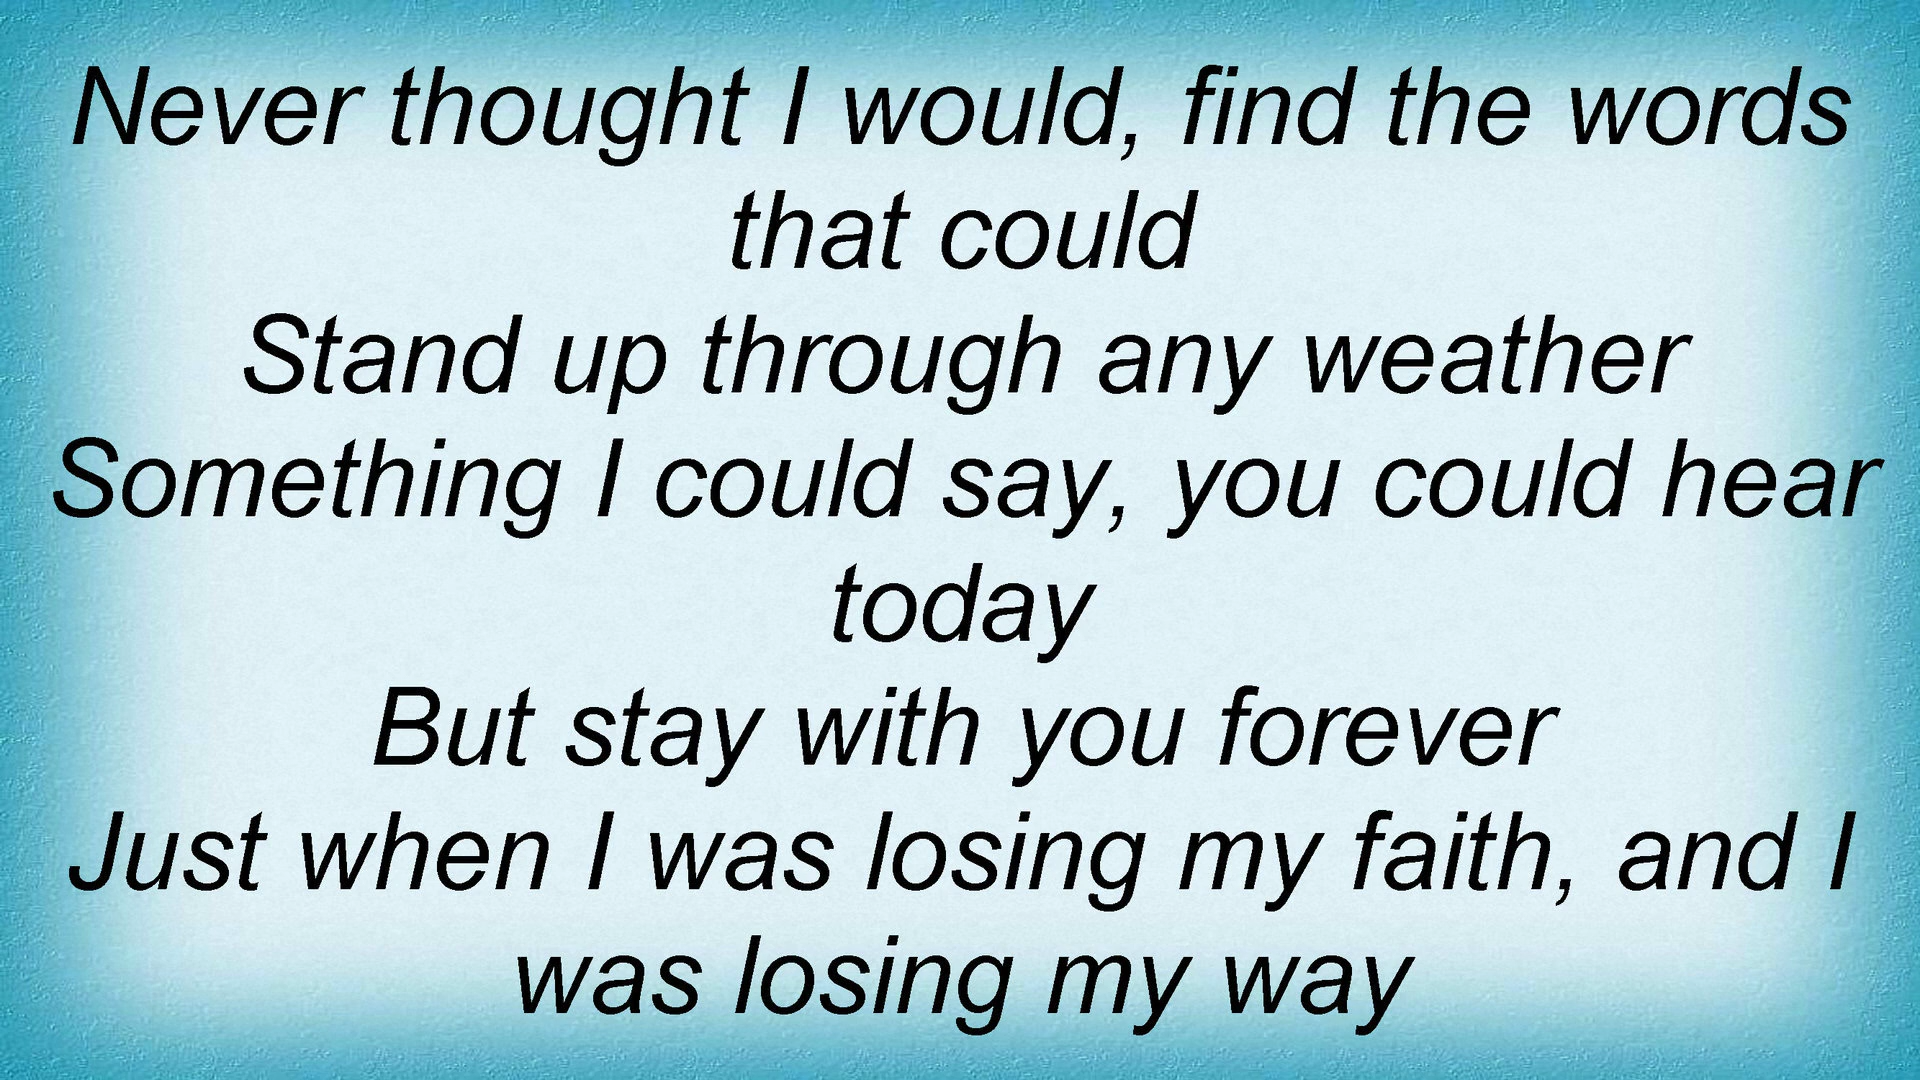 Never thought I would, find the words
that could
Stand up through any weather
Something I could say, you could hear
today
But stay with you forever
Just when I was losing my faith, and I
was losing my way